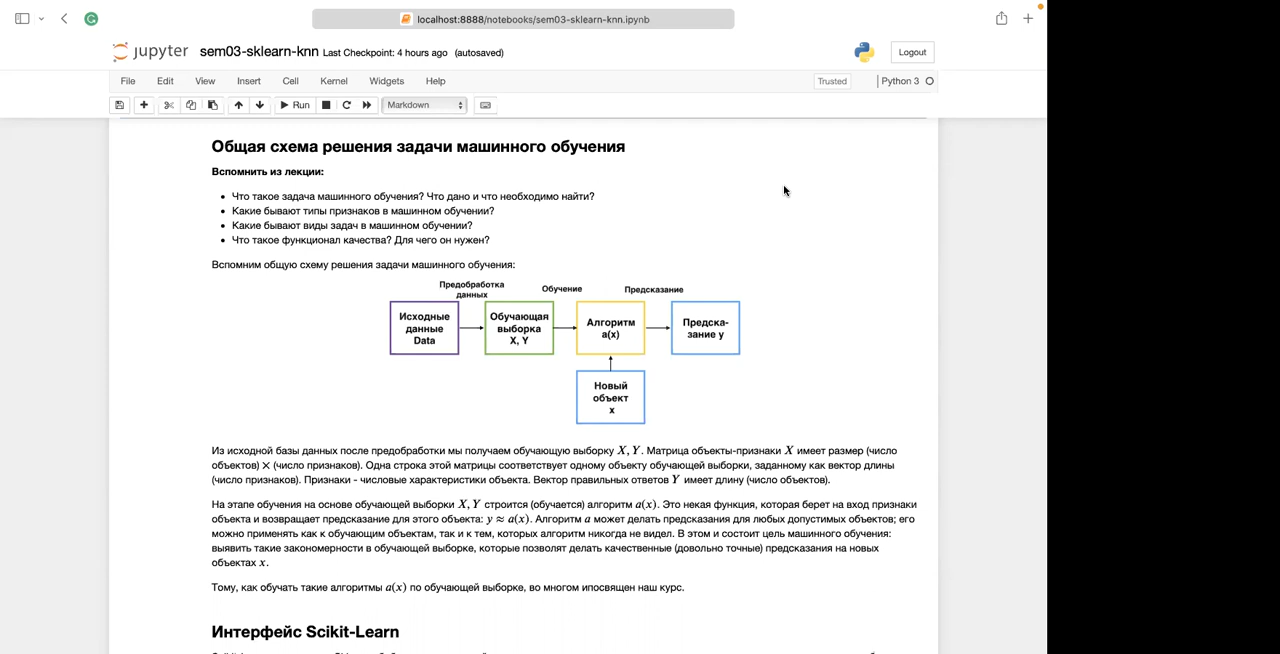 localhost:8888/notebooks/sem03-sklearn-knn.ipynb
jupyter sem03-sklearn-knn Last Checkpoint: 4 hours ago (autosaved)
Logout
File Edit View Insert Cell Kernel Widgets Help
Trusted Python 3
Run Markdown
Общая схема решения задачи машинного обучения
Вспомнить из лекции:
• Что такое задача машинного обучения? Что дано и что необходимо найти?
• Какие бывают типы признаков в машинном обучении?
• Какие бывают виды задач в машинном обучении?
• Что такое функционал качества? Для чего он нужен?
Вспомним общую схему решения задачи машинного обучения:
Предобработка
данных
Обучение
Предсказание
Исходные
данные
Data
Обучающая
выборка
X, Y
Алгоритм
a(x)
Предска-
зание y
Новый
объект
x
Из исходной базы данных после предобработки мы получаем обучающую выборку X, Y. Матрица объекты-признаки X имеет размер (число
объектов) × (число признаков). Одна строка этой матрицы соответствует одному объекту обучающей выборки, заданному как вектор длины
(число признаков). Признаки - числовые характеристики объекта. Вектор правильных ответов Y имеет длину (число объектов).
На этапе обучения на основе обучающей выборки X, Y строится (обучается) алгоритм a(x). Это некая функция, которая берет на вход признаки
объекта и возвращает предсказание для этого объекта: y ≈ a(x). Алгоритм a может делать предсказания для любых допустимых объектов; его
можно применять как к обучающим объектам, так и к тем, которых алгоритм никогда не видел. В этом и состоит цель машинного обучения:
выявить такие закономерности в обучающей выборке, которые позволят делать качественные (довольно точные) предсказания на новых
объектах x.
Тому, как обучать такие алгоритмы a(x) по обучающей выборке, во многом ипосвящен наш курс.
Интерфейс Scikit-Learn